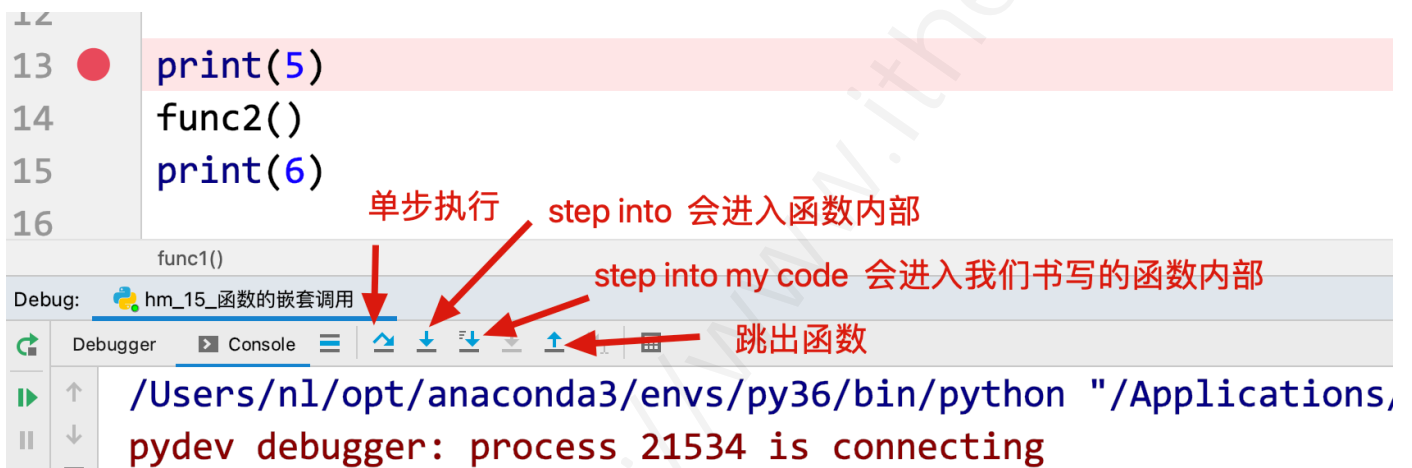 12
13 print(5)
14 func2()
15 print(6)
16
单步执行
step into 会进入函数内部
func1()
step into my code 会进入我们书写的函数内部
Debug: hm_15_函数的嵌套调用
跳出函数
Debugger Console
/Users/nl/opt/anaconda3/envs/py36/bin/python "/Applications/
pydev debugger: process 21534 is connecting